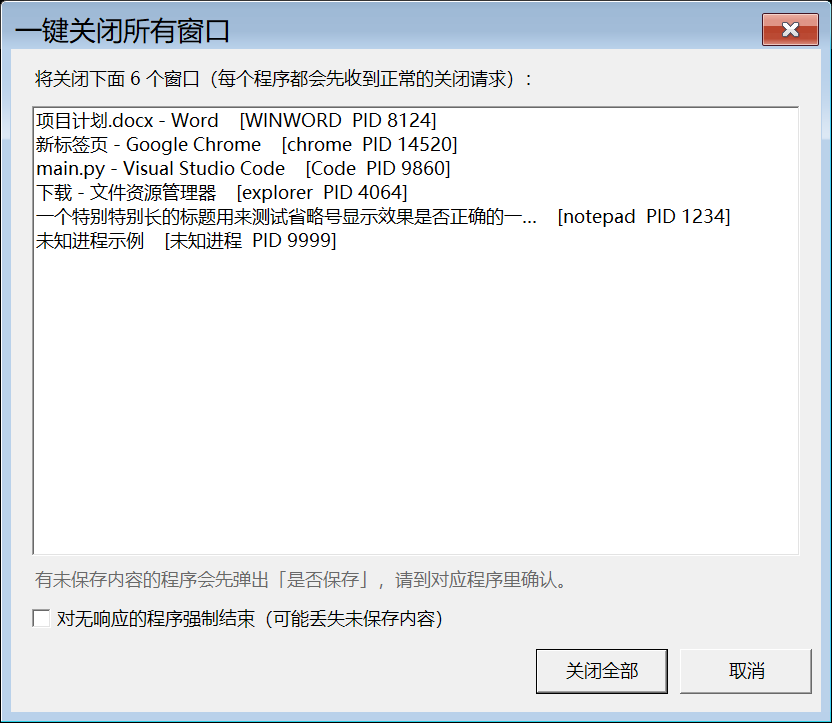 一键关闭所有窗口
将关闭下面 6 个窗口（每个程序都会先收到正常的关闭请求）：
项目计划.docx - Word    [WINWORD  PID 8124]
新标签页 - Google Chrome    [chrome  PID 14520]
main.py - Visual Studio Code    [Code  PID 9860]
下载 - 文件资源管理器    [explorer  PID 4064]
一个特别特别长的标题用来测试省略号显示效果是否正确的一...    [notepad  PID 1234]
未知进程示例    [未知进程  PID 9999]
有未保存内容的程序会先弹出「是否保存」，请到对应程序里确认。
对无响应的程序强制结束（可能丢失未保存内容）
关闭全部
取消